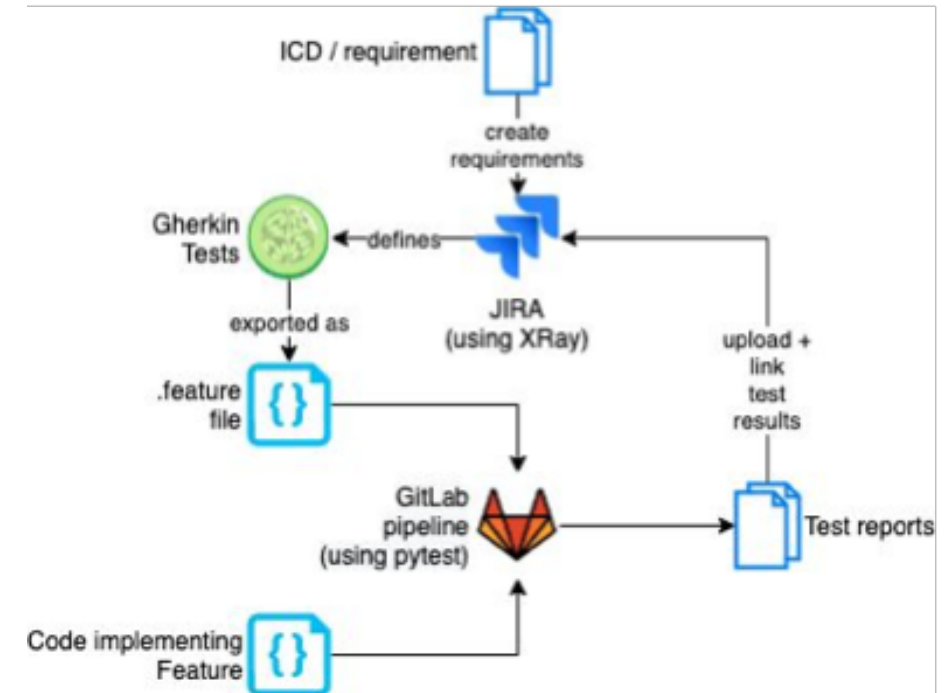 ICD / requirement
create
requirements
Gherkin
Tests
defines
JIRA
(using XRay)
exported as
upload +
link
test
results
.feature
file
{}
GitLab
pipeline
(using pytest)
Test reports
Code implementing
Feature
{}